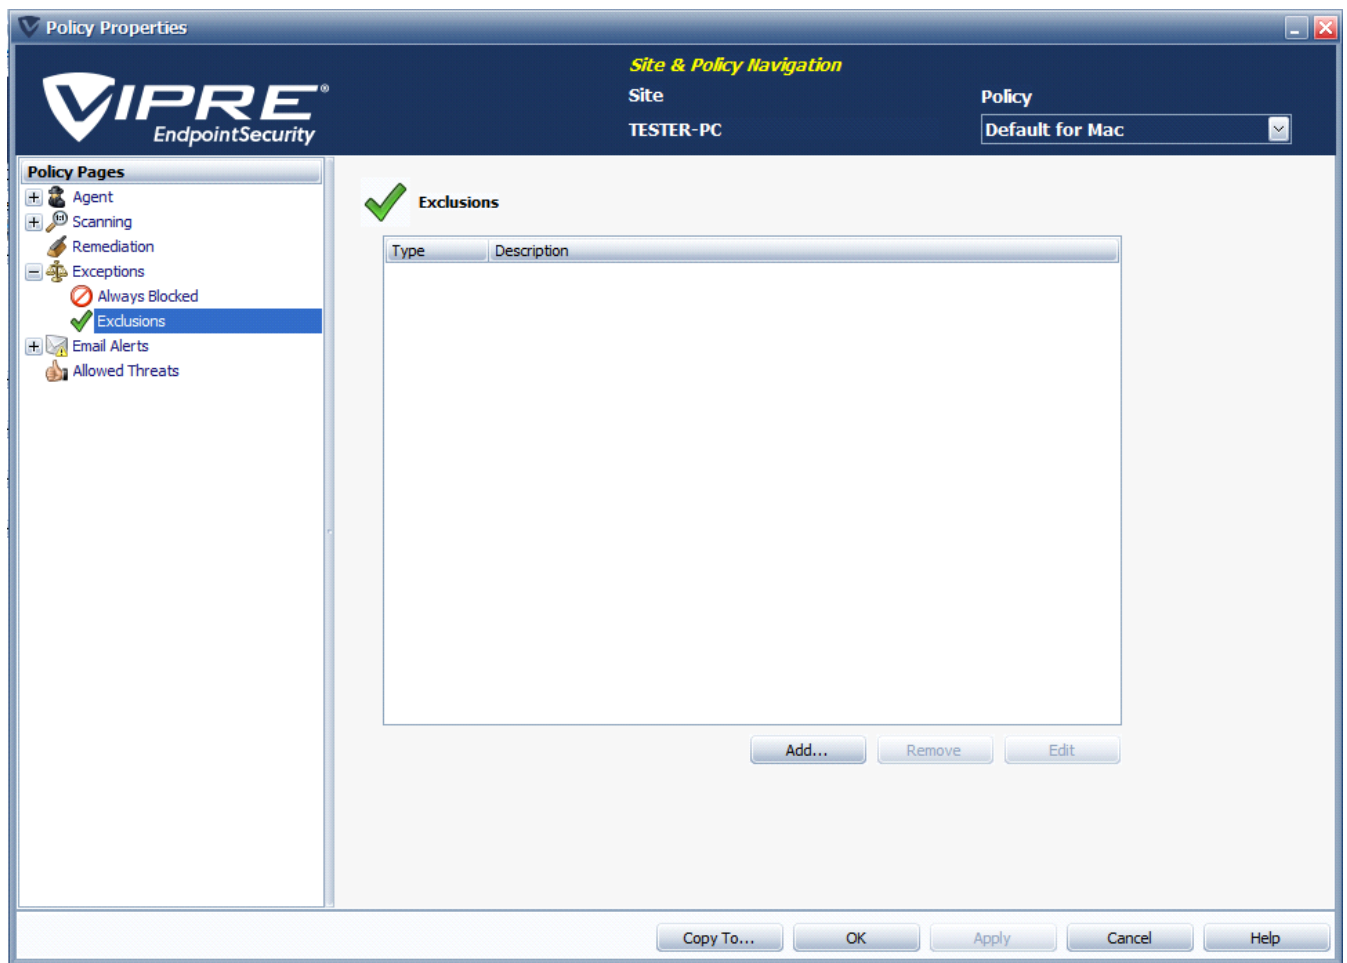 Policy Properties
VIPRE®
EndpointSecurity
Site & Policy Navigation
Site
Policy
TESTER-PC
Default for Mac
Policy Pages
Agent
Scanning
Remediation
Exceptions
Always Blocked
Exclusions
Email Alerts
Allowed Threats
Exclusions
Type Description
Add... Remove Edit
Copy To... OK Apply Cancel Help